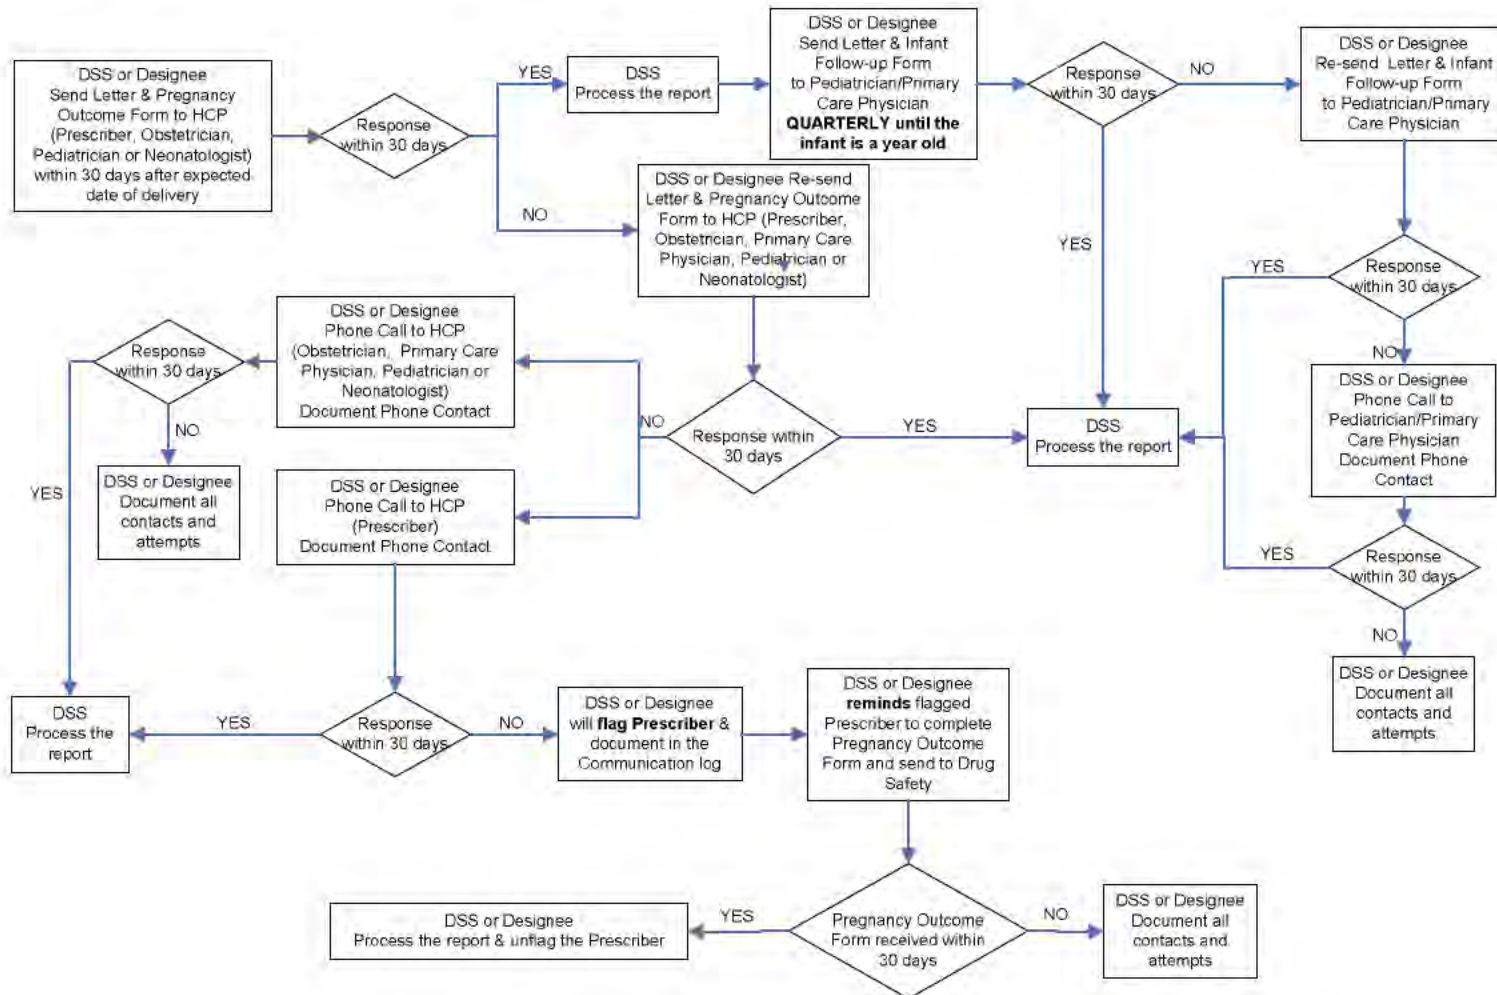 DSS or Designee
Send Letter & Pregnancy
Outcome Form to HCP
(Prescriber, Obstetrician,
Pediatrician or Neonatologist)
within 30 days after expected
date of delivery
Response
within 30 days
YES
DSS
Process the report
DSS or Designee
Send Letter & Infant
Follow-up Form
to Pediatrician/Primary
Care Physician
QUARTERLY until the
infant is a year old
Response
within 30 days
NO
DSS or Designee
Re-send Letter & Infant
Follow-up Form
to Pediatrician/Primary
Care Physician
NO
DSS or Designee Re-send
Letter & Pregnancy Outcome
Form to HCP (Prescriber,
Obstetrician, Primary Care
Physician, Pediatrician or
Neonatologist)
YES
YES
Response
within 30 days
DSS or Designee
Phone Call to HCP
(Obstetrician, Primary Care
Physician, Pediatrician or
Neonatologist)
Document Phone Contact
Response
within 30 days
NO
DSS or Designee
Phone Call to
Pediatrician/Primary
Care Physician
Document Phone
Contact
NO
NO
Response within
30 days
YES
DSS
Process the report
YES
DSS or Designee
Document all
contacts and
attempts
DSS or Designee
Phone Call to HCP
(Prescriber)
Document Phone Contact
YES
Response
within 30 days
NO
DSS or Designee
Document all
contacts and
attempts
DSS
Process the
report
YES
Response
within 30 days
NO
DSS or Designee
will flag Prescriber &
document in the
Communication log
DSS or Designee
reminds flagged
Prescriber to complete
Pregnancy Outcome
Form and send to Drug
Safety
DSS or Designee
Process the report & unflag the Prescriber
YES
Pregnancy Outcome
Form received within
30 days
NO
DSS or Designee
Document all
contacts and
attempts